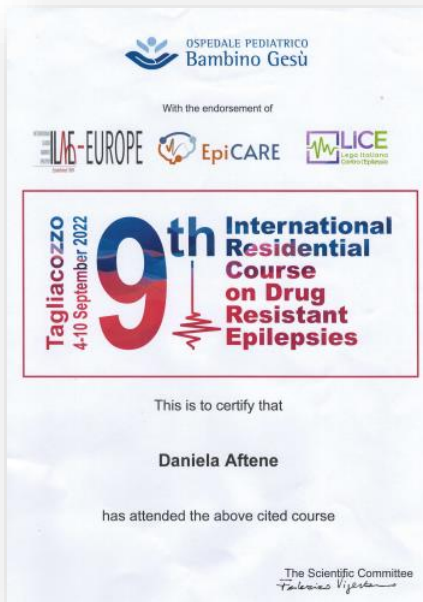 OSPEDALE PEDIATRICO
Bambino Gesù
With the endorsement of
ILAE-EUROPE
EpiCARE
LICE
Lega Italiana
Contro l'Epilessia
Tagliacozzo
4-10 September 2022
9th
International
Residential
Course
on Drug
Resistant
Epilepsies
This is to certify that
Daniela Aftene
has attended the above cited course
The Scientific Committee